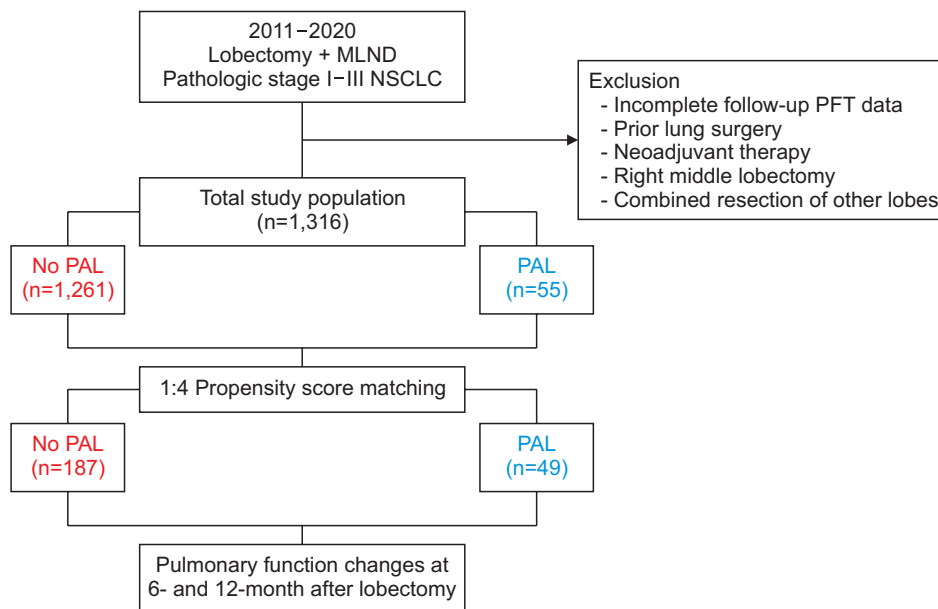 2011−2020
Lobectomy + MLND
Pathologic stage I−III NSCLC
Exclusion
- Incomplete follow-up PFT data
- Prior lung surgery
- Neoadjuvant therapy
- Right middle lobectomy
- Combined resection of other lobes
Total study population
(n=1,316)
No PAL
(n=1,261)
PAL
(n=55)
1:4 Propensity score matching
No PAL
(n=187)
PAL
(n=49)
Pulmonary function changes at
6- and 12-month after lobectomy